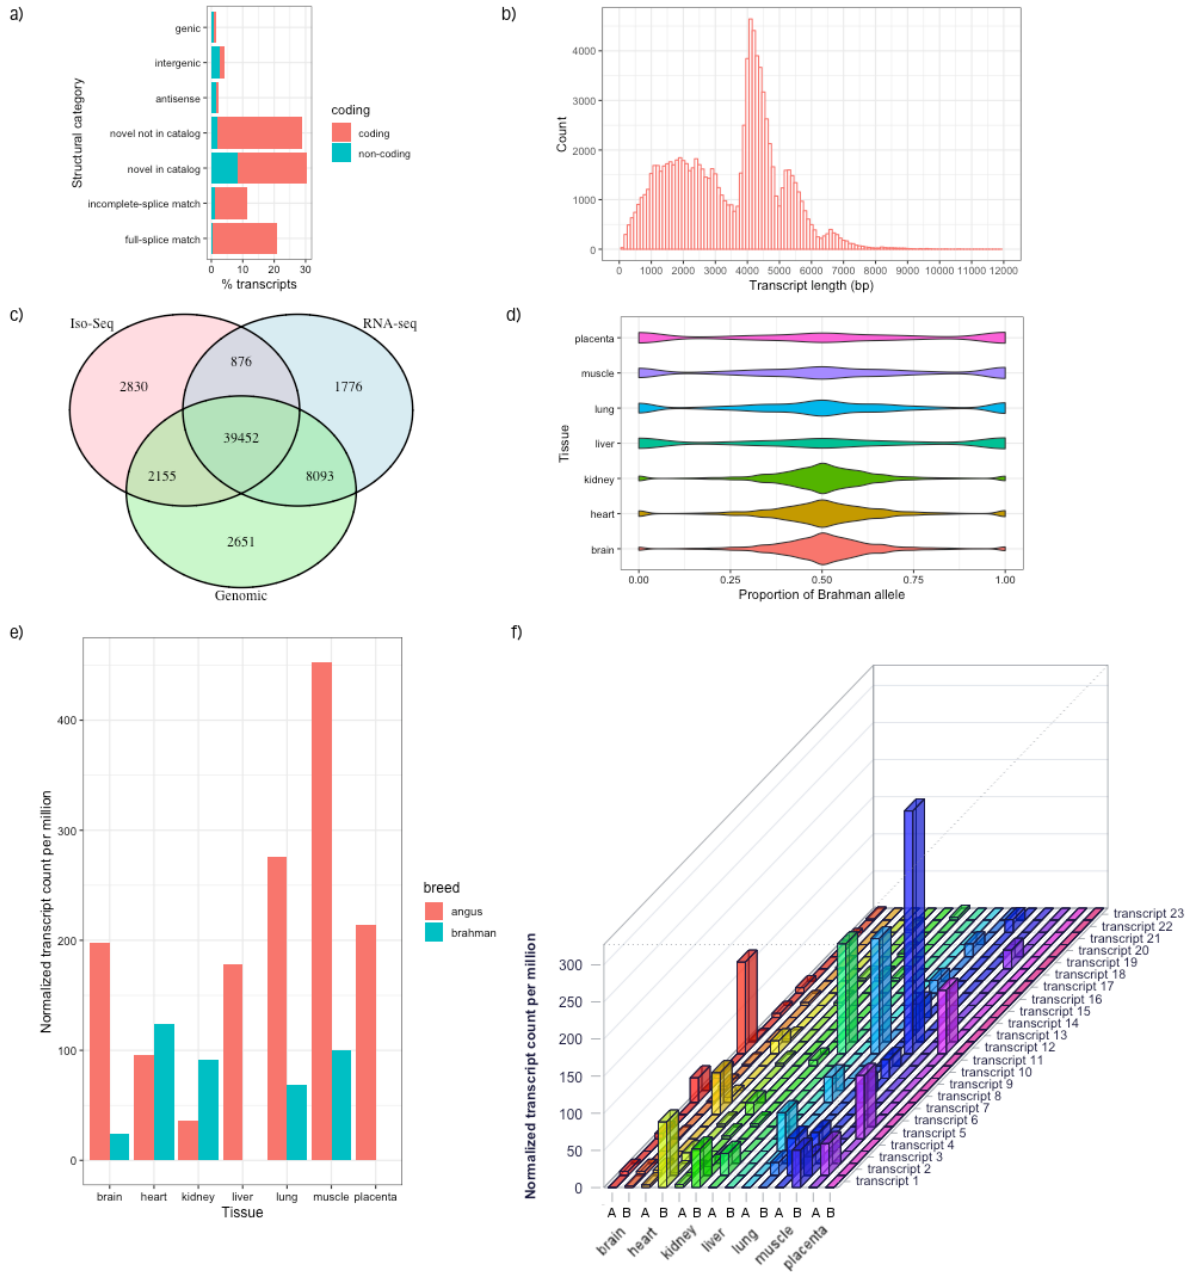 a)
genic
intergenic
antisense
novel not in catalog
novel in catalog
incomplete-splice match
full-splice match
Structural category
0 10 20 30
% transcripts
coding
coding
non-coding
b)
4000
3000
2000
1000
0
Count
0 1000 2000 3000 4000 5000 6000 7000 8000 9000 10000 11000 12000
Transcript length (bp)
c)
Iso-Seq
RNA-seq
876
2830
1776
39452
2155
8093
2651
Genomic
d)
placenta
muscle
lung
liver
kidney
heart
brain
Tissue
0.00 0.25 0.50 0.75 1.00
Proportion of Brahman allele
e)
400
300
200
100
0
Normalized transcript count per million
brain heart kidney liver lung muscle placenta
Tissue
breed
angus
brahman
f)
Normalized transcript count per million
300
250
200
150
100
50
0
transcript 23
transcript 22
transcript 21
transcript 20
transcript 19
transcript 18
transcript 17
transcript 16
transcript 15
transcript 14
transcript 13
transcript 12
transcript 11
transcript 10
transcript 9
transcript 8
transcript 7
transcript 6
transcript 5
transcript 4
transcript 3
transcript 2
transcript 1
A B A B A B A B A B A B A B
brain heart kidney liver lung muscle placenta